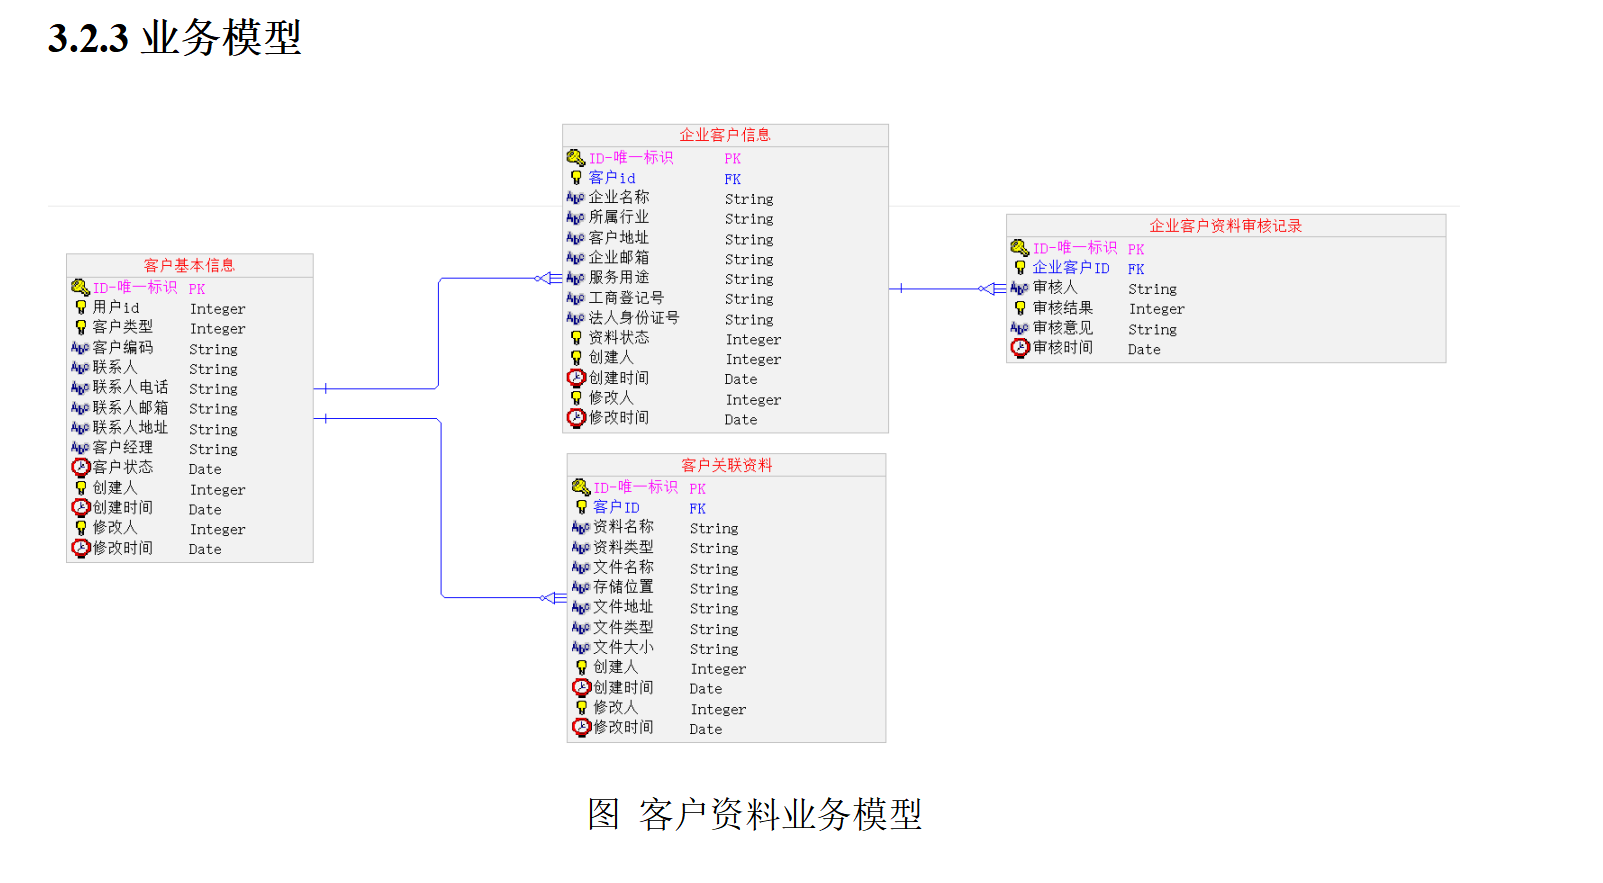 3.2.3 业务模型
客户基本信息
ID-唯一标识 PK
用户id Integer
客户类型 Integer
客户编码 String
联系人 String
联系人电话 String
联系人邮箱 String
联系人地址 String
客户经理 String
客户状态 Date
创建人 Integer
创建时间 Date
修改人 Integer
修改时间 Date
企业客户信息
ID-唯一标识 PK
客户id FK
企业名称 String
所属行业 String
客户地址 String
企业邮箱 String
服务用途 String
工商登记号 String
法人身份证号 String
资料状态 Integer
创建人 Integer
创建时间 Date
修改人 Integer
修改时间 Date
客户关联资料
ID-唯一标识 PK
客户ID FK
资料名称 String
资料类型 String
文件名称 String
存储位置 String
文件地址 String
文件类型 String
文件大小 String
创建人 Integer
创建时间 Date
修改人 Integer
修改时间 Date
企业客户资料审核记录
ID-唯一标识 PK
企业客户ID FK
审核人 String
审核结果 Integer
审核意见 String
审核时间 Date
图 客户资料业务模型